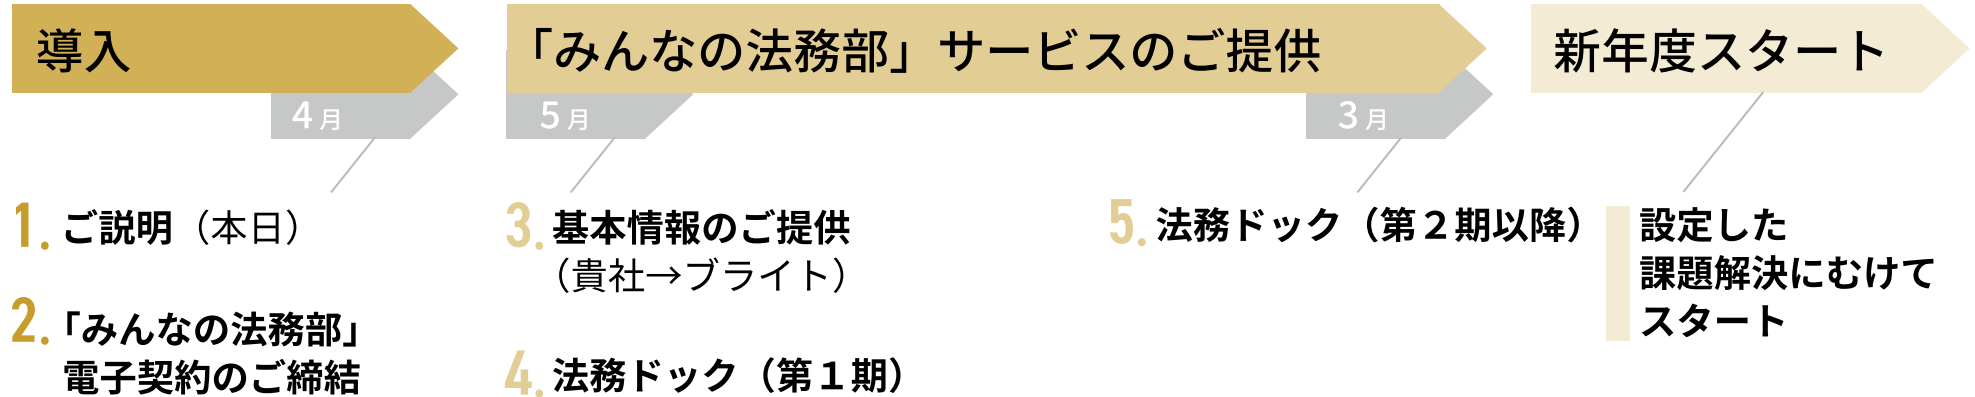 導入
4月
1. ご説明（本日）
2. 「みんなの法務部」
電子契約のご締結
「みんなの法務部」サービスのご提供
5月
3月
3. 基本情報のご提供
（貴社→ブライト）
4. 法務ドック（第１期）
5. 法務ドック（第２期以降）
新年度スタート
設定した
課題解決にむけて
スタート